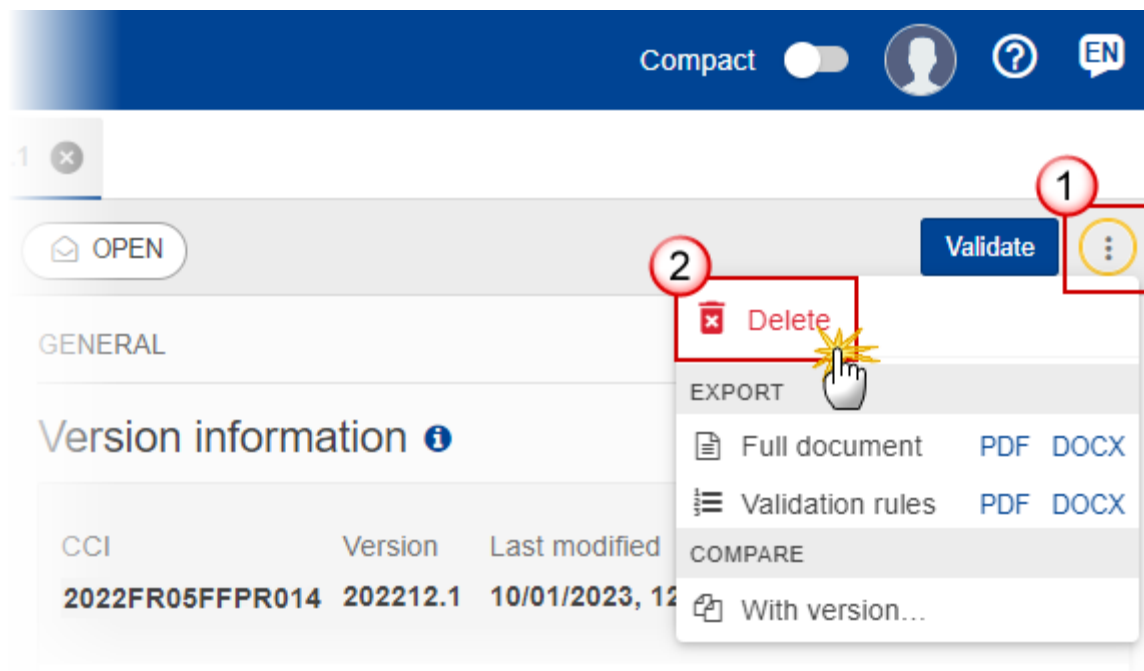 Compact EN
.1
1
OPEN Validate
2
Delete
GENERAL
EXPORT
Version information
Full document PDF DOCX
Validation rules PDF DOCX
CCI Version Last modified
COMPARE
2022FR05FFPR014 202212.1 10/01/2023, 12
With version...